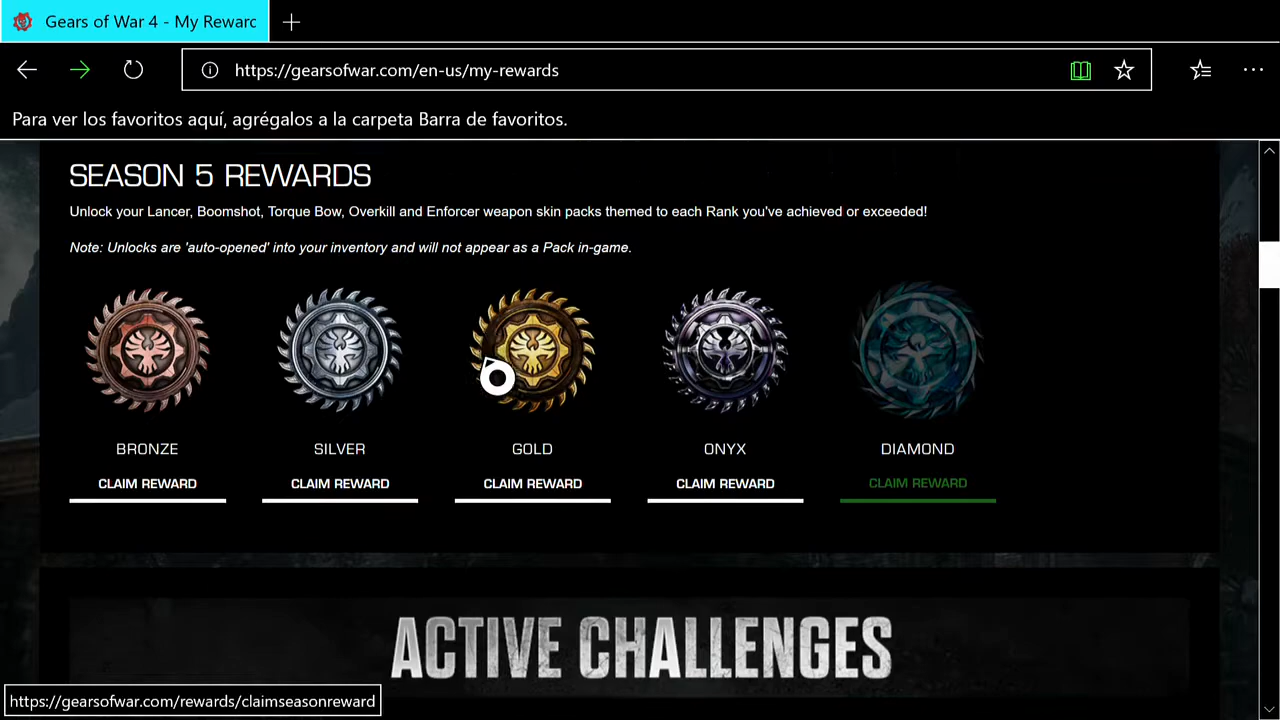 Gears of War 4 - My Rewarc
https://gearsofwar.com/en-us/my-rewards
Para ver los favoritos aquí, agrégalos a la carpeta Barra de favoritos.
SEASON 5 REWARDS
Unlock your Lancer, Boomshot, Torque Bow, Overkill and Enforcer weapon skin packs themed to each Rank you've achieved or exceeded!
Note: Unlocks are 'auto-opened' into your inventory and will not appear as a Pack in-game.
BRONZE SILVER GOLD ONYX DIAMOND
CLAIM REWARD CLAIM REWARD CLAIM REWARD CLAIM REWARD CLAIM REWARD
ACTIVE CHALLENGES
https://gearsofwar.com/rewards/claimseasonreward